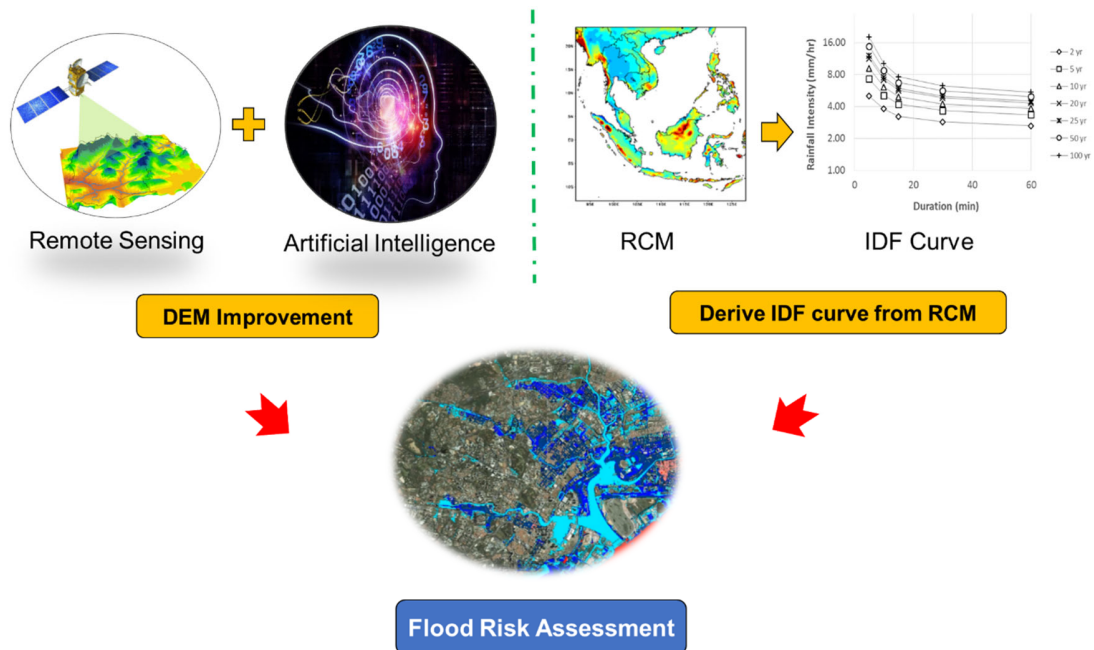 Remote Sensing
Artificial Intelligence
RCM
Rainfall Intensity (mm/hr)
16.00
8.00
4.00
2.00
1.00
0
20
40
60
Duration (min)
2 yr
5 yr
10 yr
20 yr
25 yr
50 yr
100 yr
IDF Curve
DEM Improvement
Derive IDF curve from RCM
Flood Risk Assessment